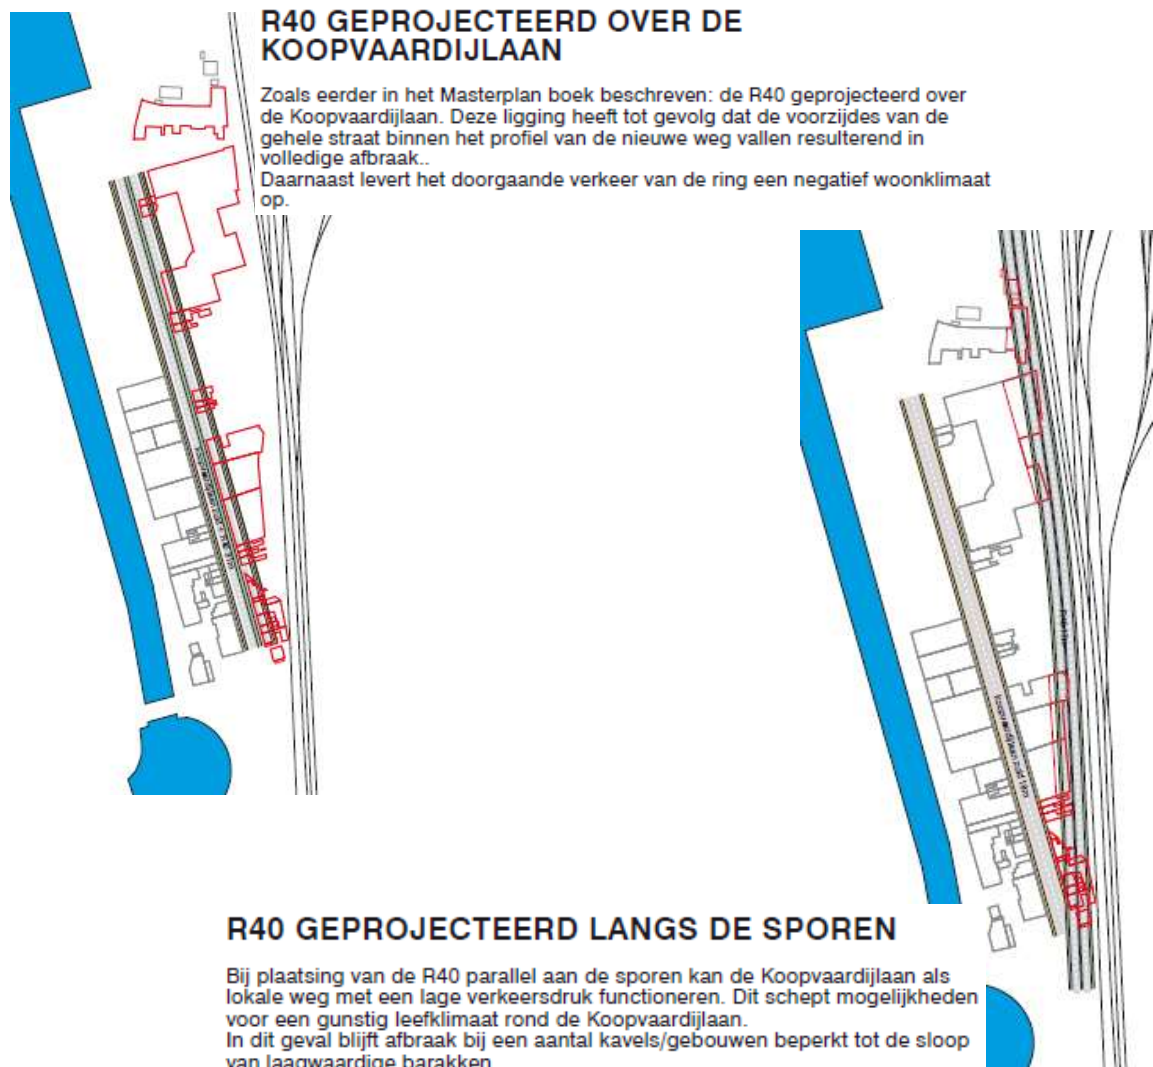 R40 GEPROJECTEERD OVER DE
KOOPVAARDIJLAAN
Zoals eerder in het Masterplan boek beschreven: de R40 geprojecteerd over
de Koopvaardijlaan. Deze ligging heeft tot gevolg dat de voorzijdes van de
gehele straat binnen het profiel van de nieuwe weg vallen resulterend in
volledige afbraak..
Daarnaast levert het doorgaande verkeer van de ring een negatief woonklimaat
op.
R40 GEPROJECTEERD LANGS DE SPOREN
Bij plaatsing van de R40 parallel aan de sporen kan de Koopvaardijlaan als
lokale weg met een lage verkeersdruk functioneren. Dit schept mogelijkheden
voor een gunstig leefklimaat rond de Koopvaardijlaan.
In dit geval blijft afbraak bij een aantal kavels/gebouwen beperkt tot de sloop
van laagwaardige barakken
koopvaardijlaan zuid